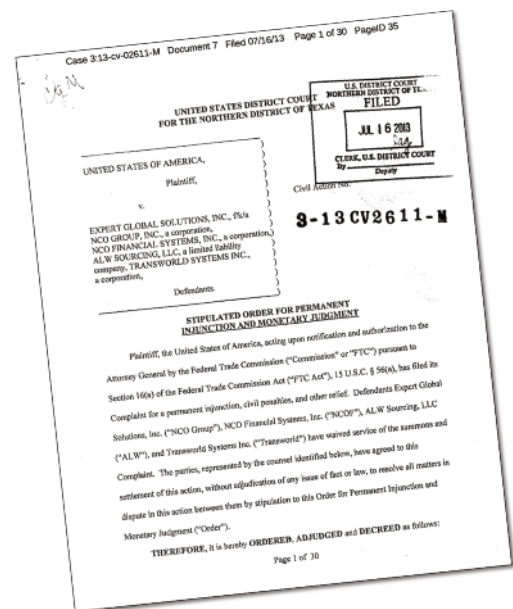 Case 3:13-cv-02611-M Document 7 Filed 07/16/13 Page 1 of 30 PageID 35
UNITED STATES DISTRICT COURT
FOR THE NORTHERN DISTRICT OF TEXAS
U.S. DISTRICT COURT
NORTHERN DISTRICT OF
FILED
JUL 16 2013
CLERK, U.S. DISTRICT COURT
By
Deputy
UNITED STATES OF AMERICA,
Plaintiff,
v.
EXPERT GLOBAL SOLUTIONS, INC., f/k/a
NCO GROUP, INC., a corporation,
NCO FINANCIAL SYSTEMS, INC., a corporation,
ALW SOURCING, LLC, a limited liability
company, TRANSWORLD SYSTEMS INC.,
a corporation,
Defendants.
Civil Action No.
3-13CV2611-M
STIPULATED ORDER FOR PERMANENT
INJUNCTION AND MONETARY JUDGMENT
Plaintiff, the United States of America, acting upon notification and authorization to the
Attorney General by the Federal Trade Commission ("Commission" or "FTC") pursuant to
Section 16(a) of the Federal Trade Commission Act ("FTC Act"), 15 U.S.C. § 56(a), has filed its
Complaint for a permanent injunction, civil penalties, and other relief. Defendants Expert Global
Solutions, Inc. ("NCO Group"), NCO Financial Systems, Inc. ("NCOF"), ALW Sourcing, LLC
("ALW"), and Transworld Systems Inc. ("Transworld") have waived service of the summons and
Complaint. The parties, represented by the counsel identified below, have agreed to this
settlement of this action, without adjudication of any issue of fact or law, to resolve all matters in
dispute in this action between them by stipulation to this Order for Permanent Injunction and
Monetary Judgment ("Order").
THEREFORE, it is hereby ORDERED, ADJUDGED and DECREED as follows:
Page 1 of 30